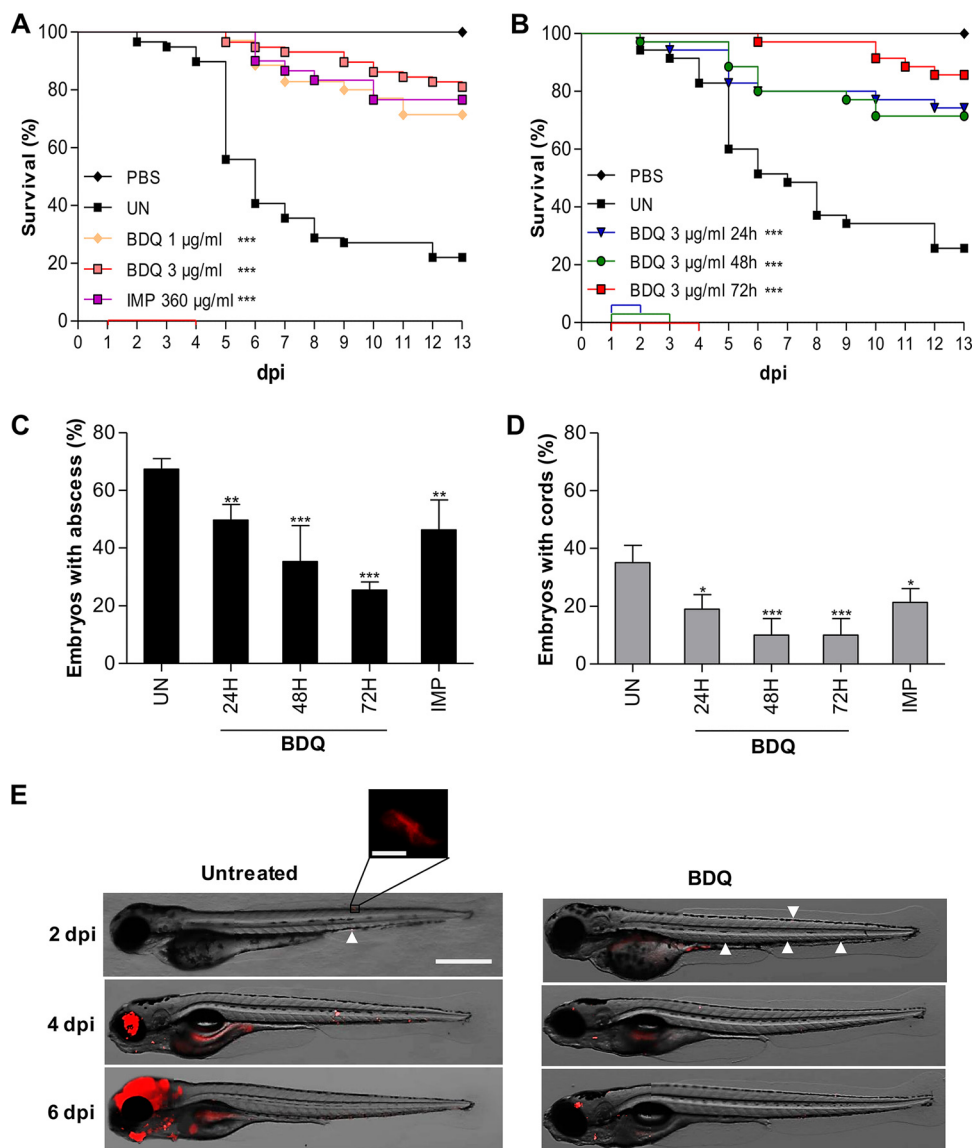 A
Survival (%)
100
80
60
40
20
0
PBS
UN
BDQ 1 µg/ml ***
BDQ 3 µg/ml ***
IMP 360 µg/ml ***
0 1 2 3 4 5 6 7 8 9 10 11 12 13
dpi
B
Survival (%)
100
80
60
40
20
0
PBS
UN
BDQ 3 µg/ml 24h ***
BDQ 3 µg/ml 48h ***
BDQ 3 µg/ml 72h ***
0 1 2 3 4 5 6 7 8 9 10 11 12 13
dpi
C
Embryos with abscess (%)
80
60
40
20
0
** *** *** **
UN 24H 48H 72H IMP
BDQ
D
Embryos with cords (%)
80
60
40
20
0
* *** *** *
UN 24H 48H 72H IMP
BDQ
E
Untreated BDQ
2 dpi
4 dpi
6 dpi